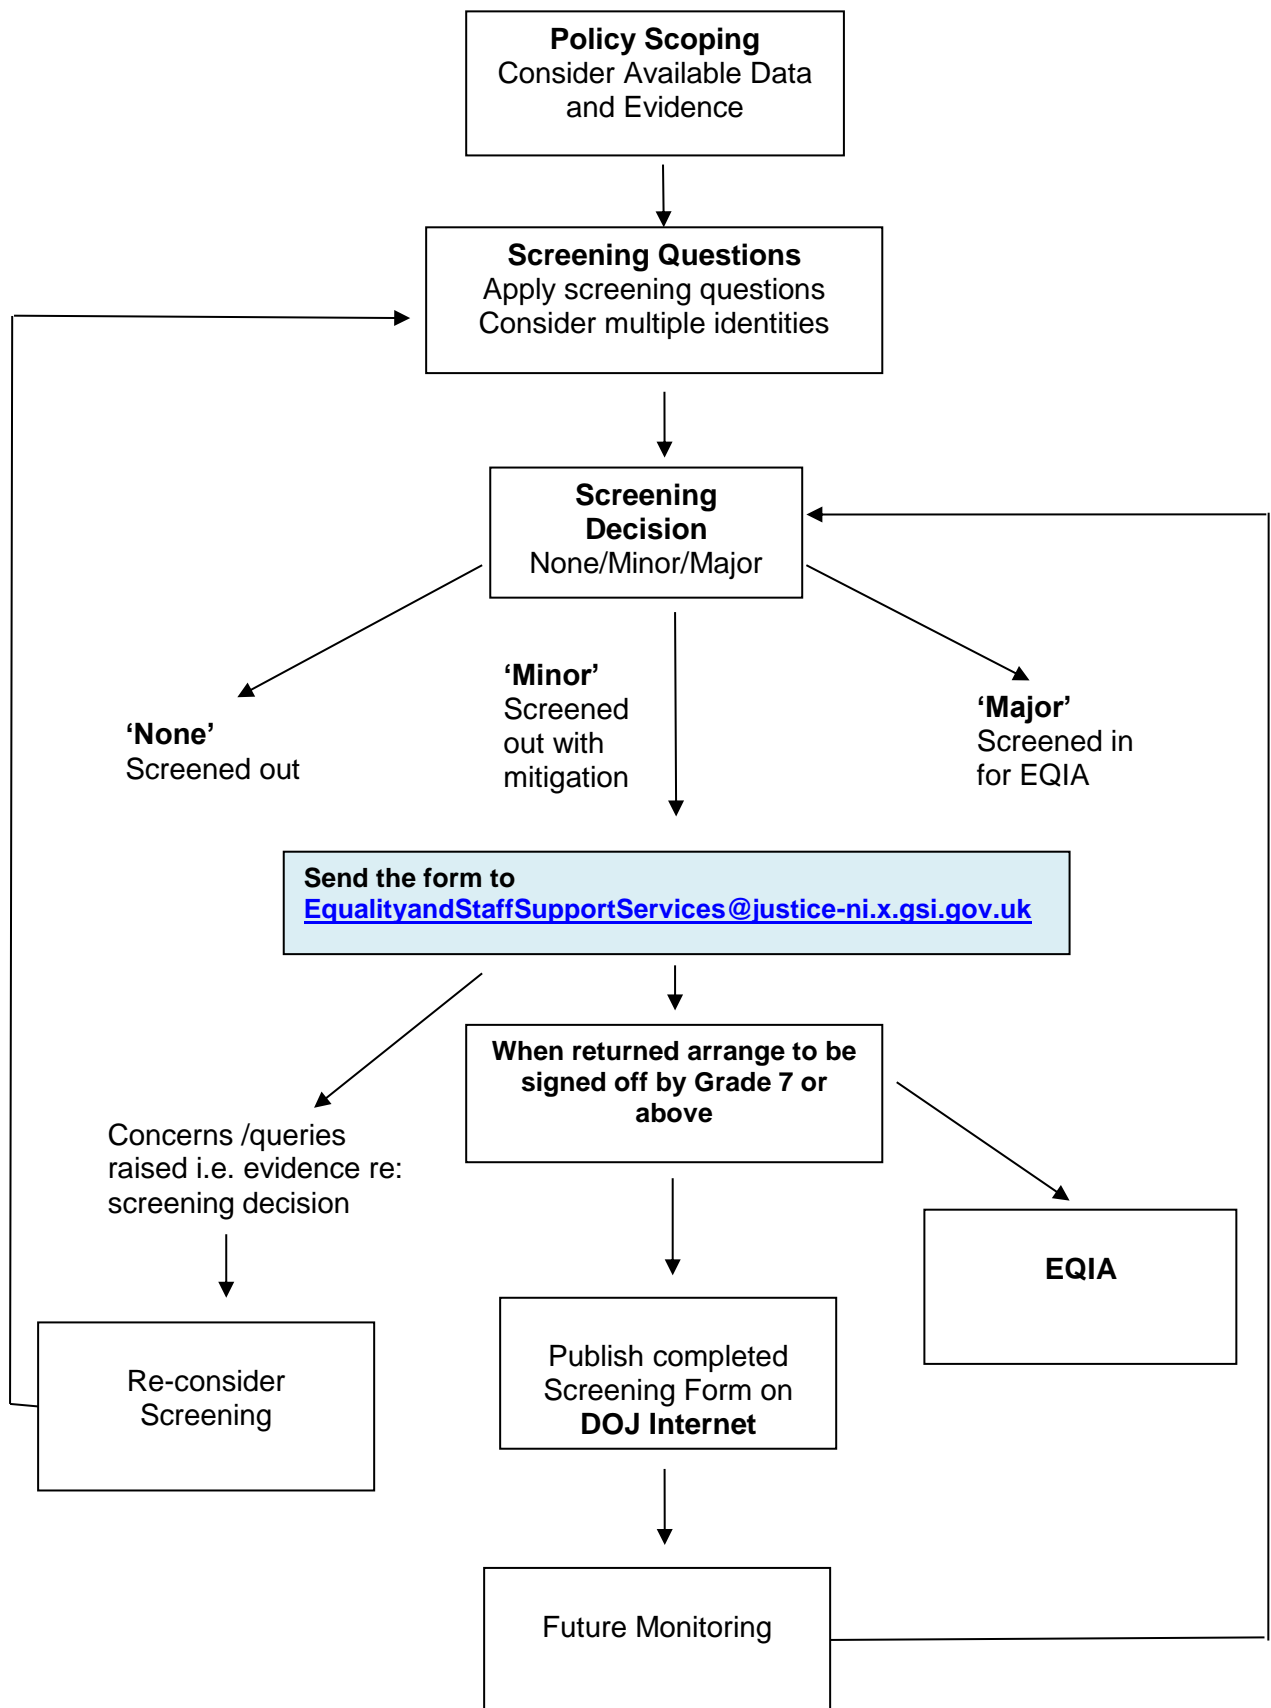 Policy Scoping
Consider Available Data
and Evidence
Screening Questions
Apply screening questions
Consider multiple identities
Screening
Decision
None/Minor/Major
‘None’
Screened out
‘Minor’
Screened
out with
mitigation
‘Major’
Screened in
for EQIA
Send the form to
EqualityandStaffSupportServices@justice-ni.x.gsi.gov.uk
When returned arrange to be
signed off by Grade 7 or
above
Concerns /queries
raised i.e. evidence re:
screening decision
EQIA
Re-consider
Screening
Publish completed
Screening Form on
DOJ Internet
Future Monitoring